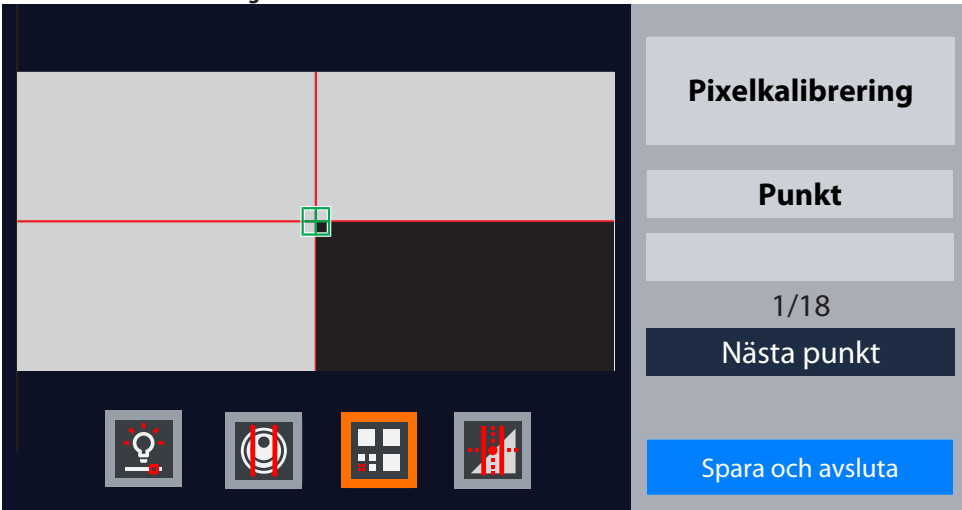 Pixelkalibrering
Punkt
1/18
Nästa punkt
Spara och avsluta